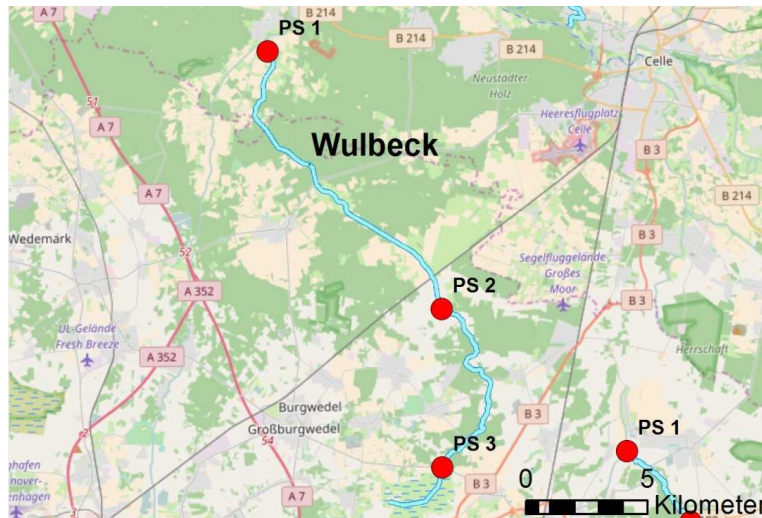 A 7
PS 1
B 214
B 214
Celle
Neustädter
Holz
51
A 7
Heeresflugplatz
Celle
Wulbeck
B 3
A 7
B 214
Wedemark
B 3
52
Segelfluggelände
Großes
Moor
A 352
PS 2
B 3
UL-Gelände
Fresh Breeze
A 352
Herrschaft
Burgwedel
Großburgwedel
B 3
54
PS 3
PS 1
B 3
A 7
0
5
Kilometer